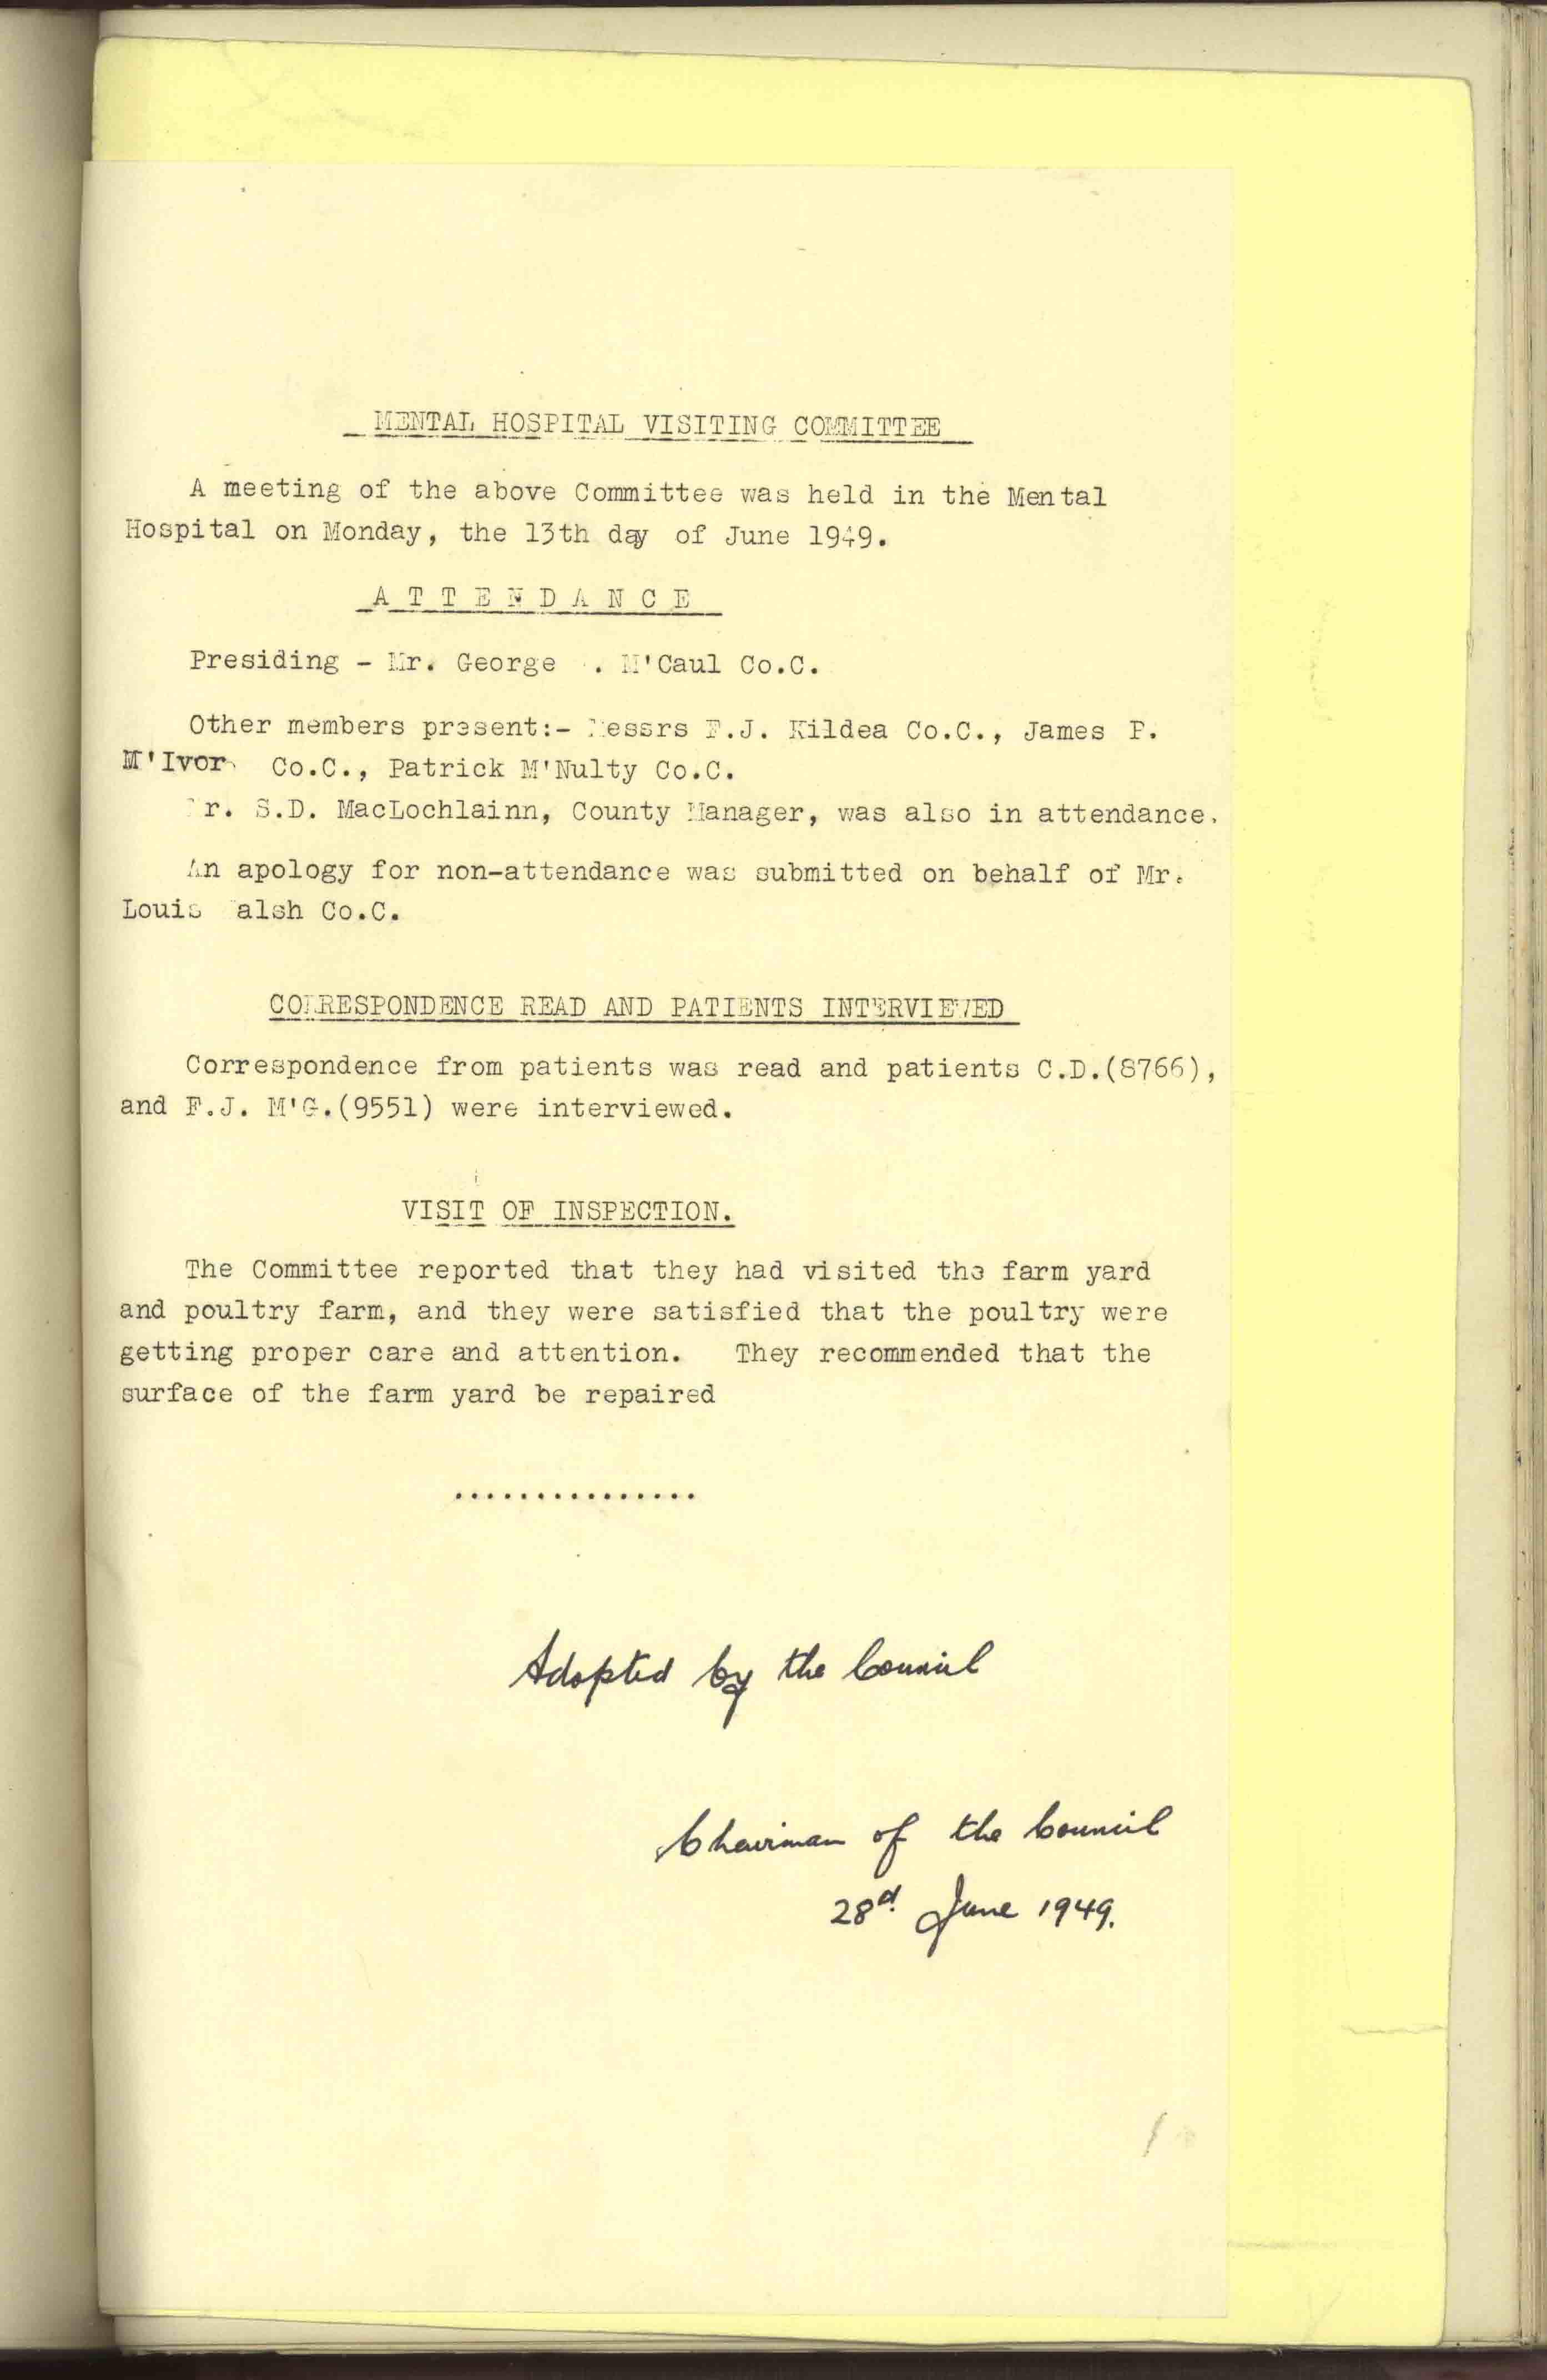 MENTAL HOSPITAL VISITING COMMITTEE
A meeting of the above Committee was held in the Mental
Hospital on Monday, the 13th day of June 1949.
A T T E N D A N C E
Presiding - Mr. George . M'Caul Co.C.
Other members present:- Messrs F.J. Kildea Co.C., James P.
M'Ivor Co.C., Patrick M'Nulty Co.C.
Mr. S.D. MacLochlainn, County Manager, was also in attendance.
An apology for non-attendance was submitted on behalf of Mr.
Louis Walsh Co.C.
CORRESPONDENCE READ AND PATIENTS INTERVIEWED
Correspondence from patients was read and patients C.D.(8766),
and F.J. M'G.(9551) were interviewed.
VISIT OF INSPECTION.
The Committee reported that they had visited the farm yard
and poultry farm, and they were satisfied that the poultry were
getting proper care and attention. They recommended that the
surface of the farm yard be repaired
...............
Adopted by the Council
Chairman of the Council
28d. June 1949.